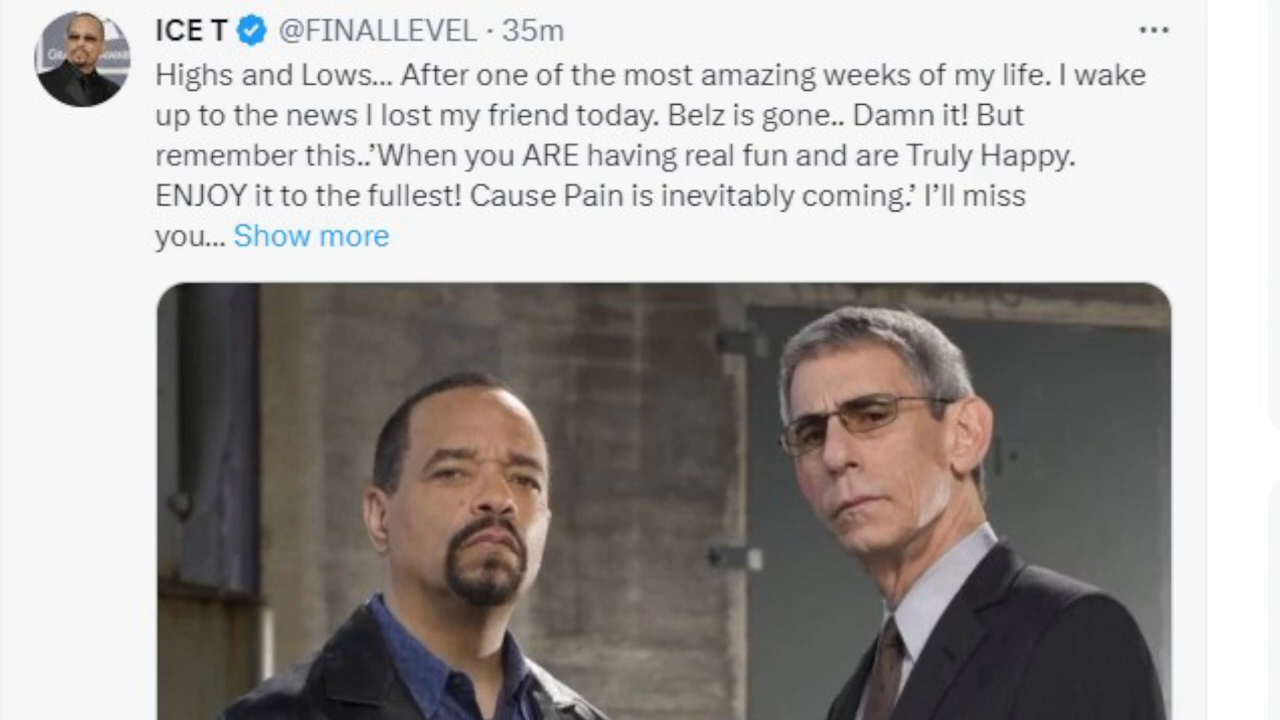 ICE T @FINALLEVEL · 35m
Highs and Lows... After one of the most amazing weeks of my life. I wake
up to the news I lost my friend today. Belz is gone.. Damn it! But
remember this..’When you ARE having real fun and are Truly Happy.
ENJOY it to the fullest! Cause Pain is inevitably coming.’ I’ll miss
you... Show more